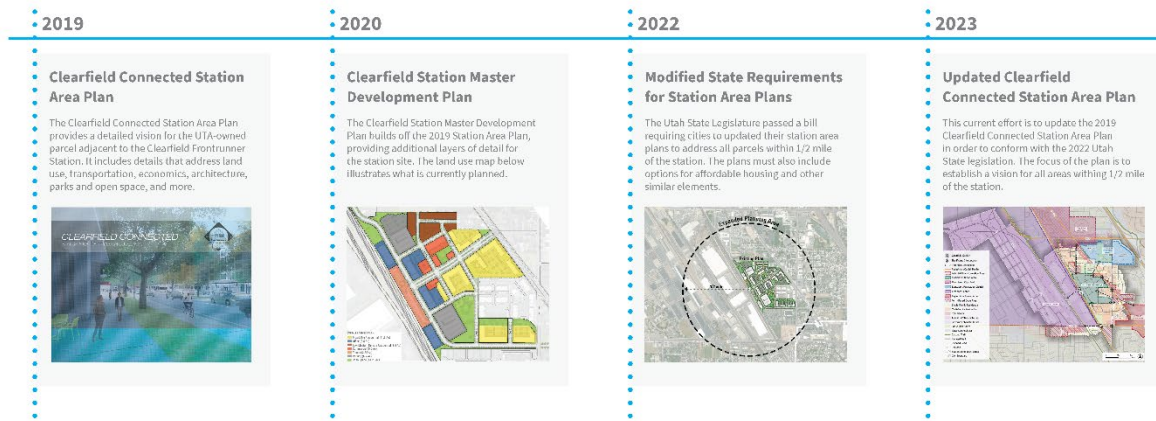 2019
Clearfield Connected Station
Area Plan
The Clearfield Connected Station Area Plan
provides a detailed vision for the UTA-owned
parcel adjacent to the Clearfield Frontrunner
Station. It includes details that address land
use, transportation, economics, architecture,
parks and open space, and more.
CLEARFIELD CONNECTED
2020
Clearfield Station Master
Development Plan
The Clearfield Station Master Development
Plan builds off the 2019 Station Area Plan,
providing additional layers of detail for
the station site. The land use map below
illustrates what is currently planned.
2022
Modified State Requirements
for Station Area Plans
The Utah State Legislature passed a bill
requiring cities to updated their station area
plans to address all parcels within 1/2 mile
of the station. The plans must also include
options for affordable housing and other
similar elements.
Expanded Planning Area
2023
Updated Clearfield
Connected Station Area Plan
This current effort is to update the 2019
Clearfield Connected Station Area Plan
in order to conform with the 2022 Utah
State legislation. The focus of the plan is to
establish a vision for all areas withing 1/2 mile
of the station.